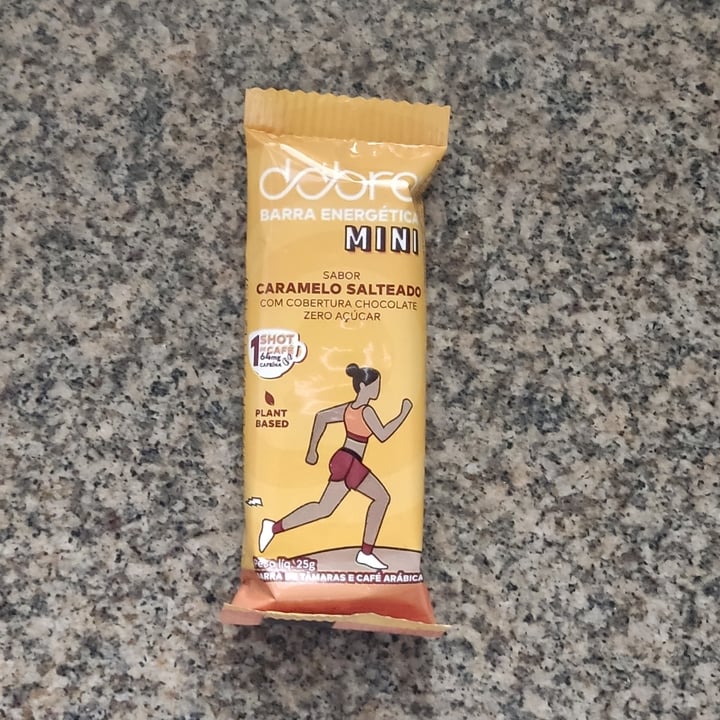 dobro
BARRA ENERGÉTICA
MINI
SABOR
CARAMELO SALTEADO
COM COBERTURA CHOCOLATE
ZERO AÇÚCAR
1 SHOT
DE CAFÉ
64mg
CAFEÍNA
PLANT
BASED
Peso líq. 25g
BARRA DE TÂMARAS E CAFÉ ARÁBICA